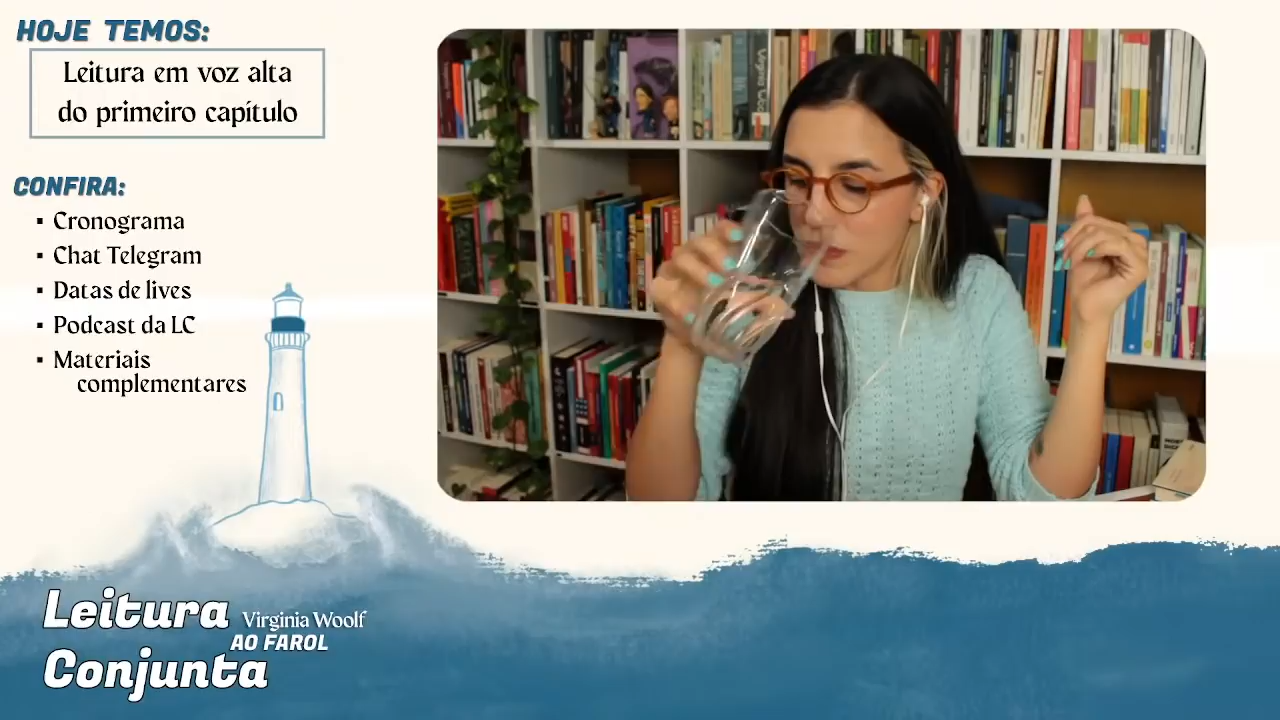 HOJE TEMOS:
Leitura em voz alta
do primeiro capítulo
CONFIRA:
▪ Cronograma
▪ Chat Telegram
▪ Datas de lives
▪ Podcast da LC
▪ Materiais
complementares
Leitura
Virginia Woolf
AO FAROL
Conjunta